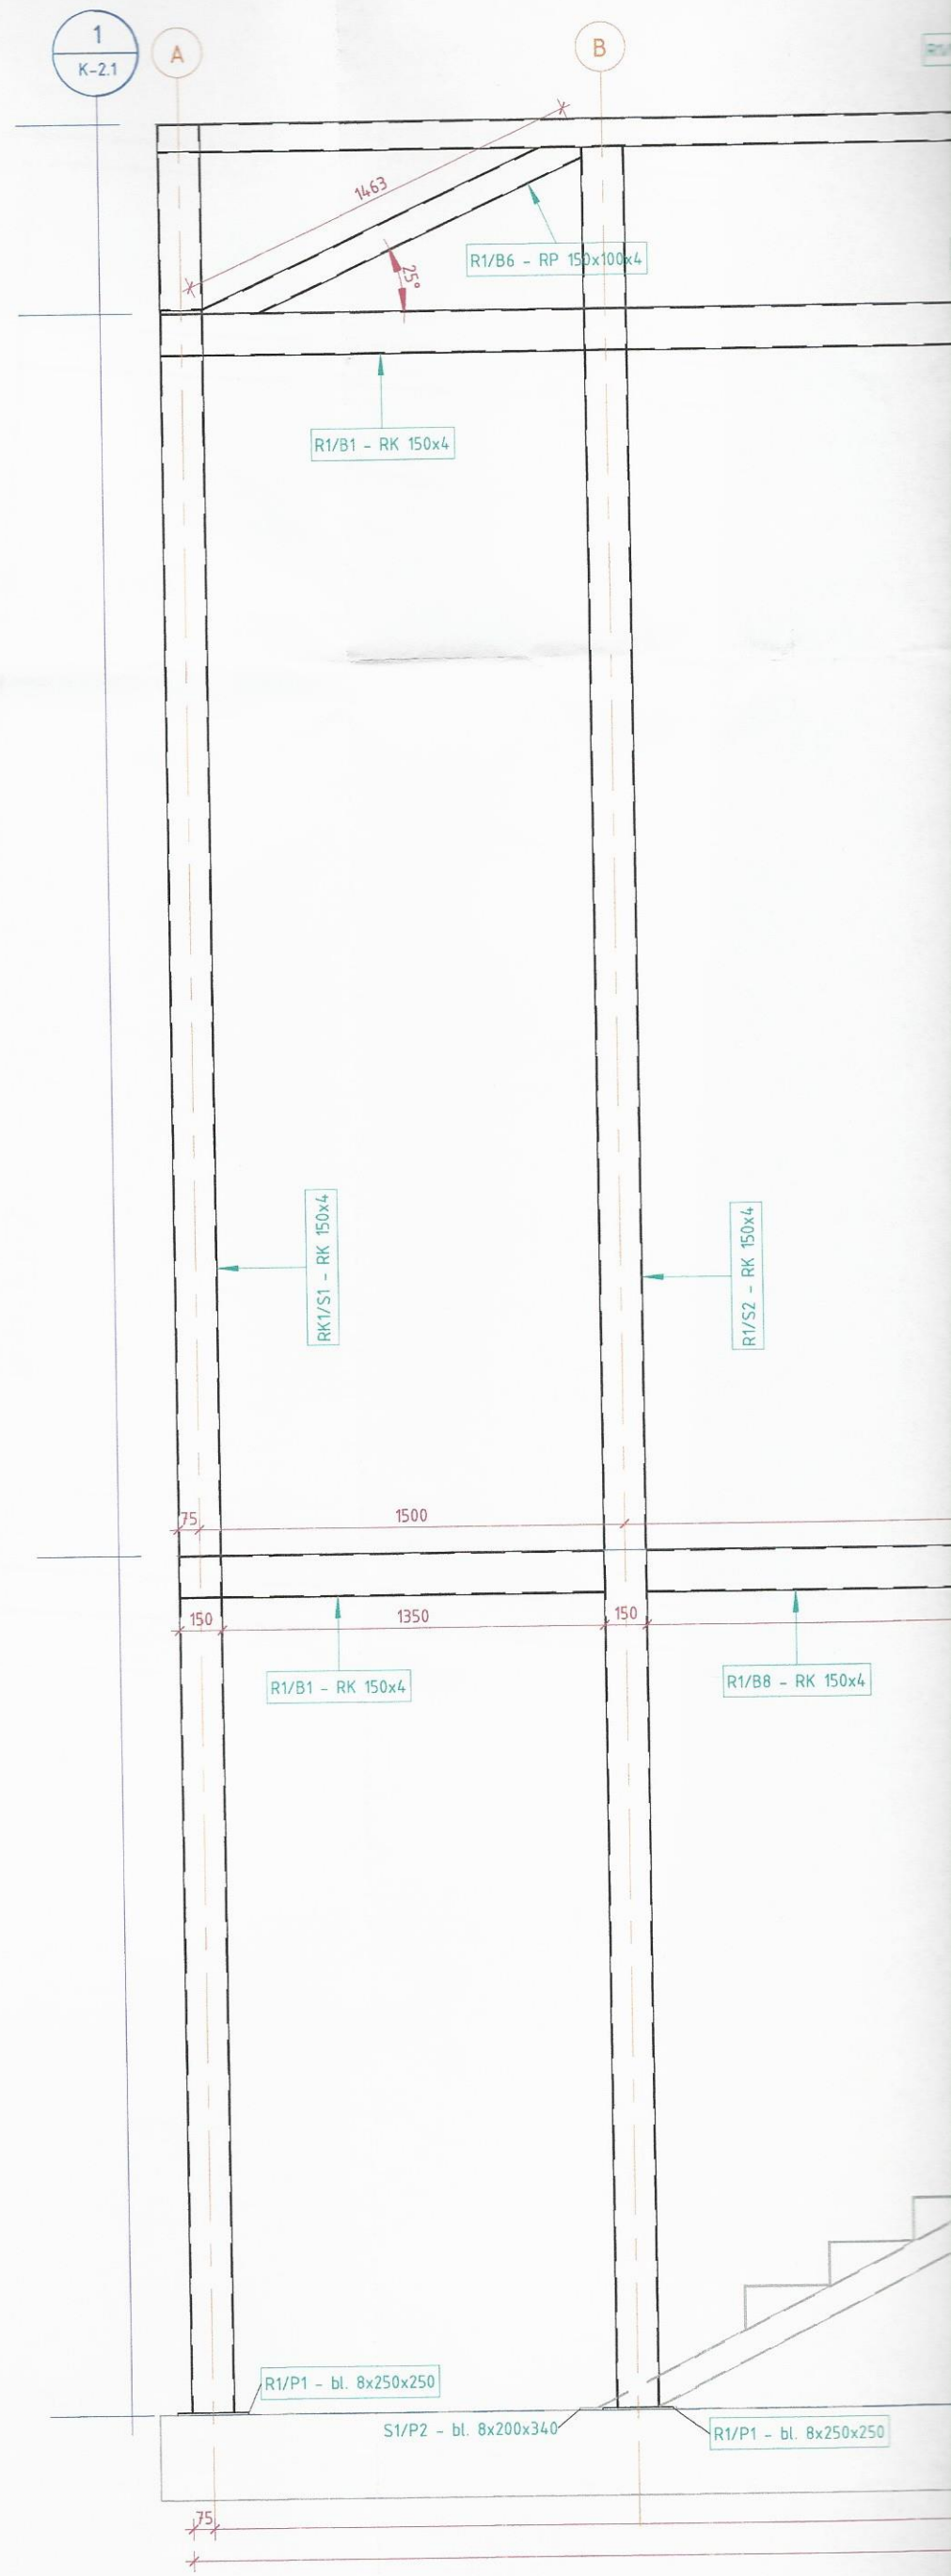 1
K-2.1
A
B
1463
R1/B6 - RP 150x100x4
25°
R1/B1 - RK 150x4
RK1/S1 - RK 150x4
R1/S2 - RK 150x4
75
1500
150
1350
150
R1/B1 - RK 150x4
R1/B8 - RK 150x4
R1/P1 - bl. 8x250x250
S1/P2 - bl. 8x200x340
R1/P1 - bl. 8x250x250
75